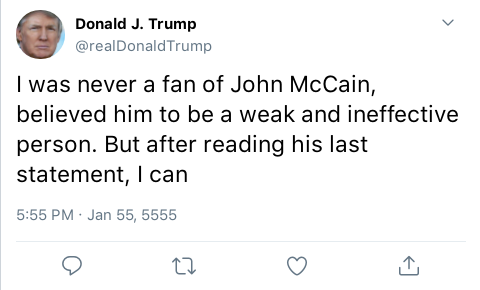 Donald J. Trump
@realDonaldTrump
I was never a fan of John McCain,
believed him to be a weak and ineffective
person. But after reading his last
statement, I can
5:55 PM · Jan 55, 5555